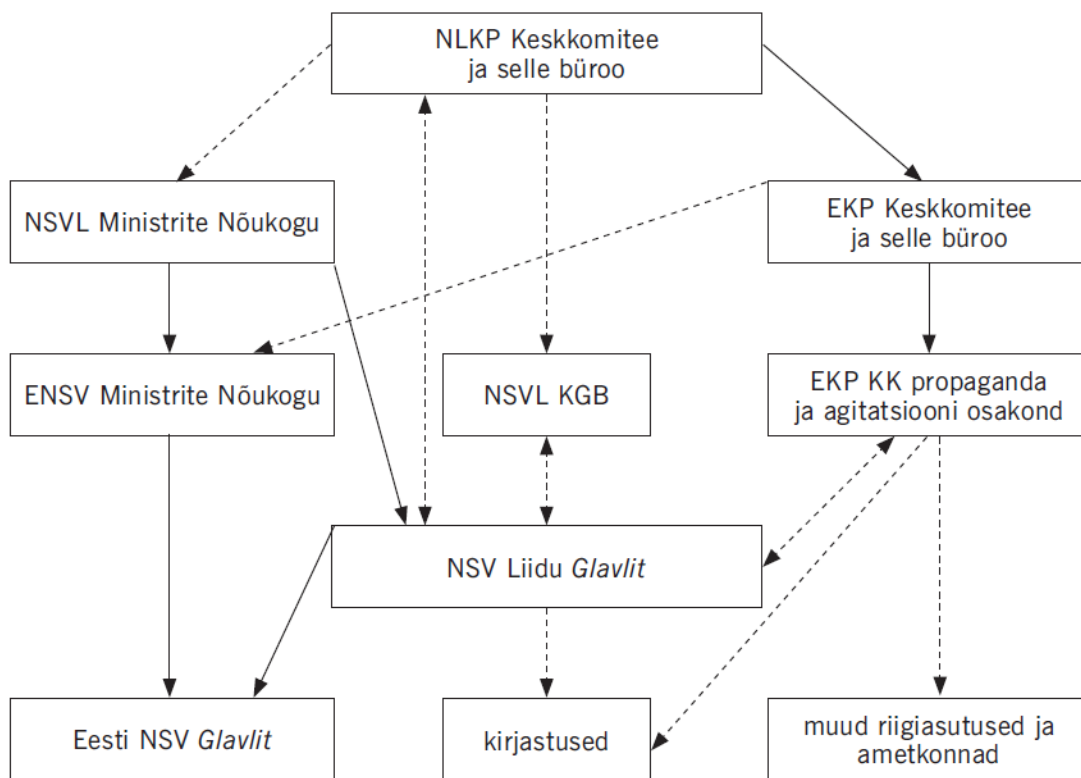 NLKP Keskkomitee
ja selle büroo
NSVL Ministrite Nõukogu
EKP Keskkomitee
ja selle büroo
ENSV Ministrite Nõukogu
NSVL KGB
EKP KK propaganda
ja agitatsiooni osakond
NSV Liidu Glavlit
Eesti NSV Glavlit
kirjastused
muud riigiasutused ja
ametkonnad